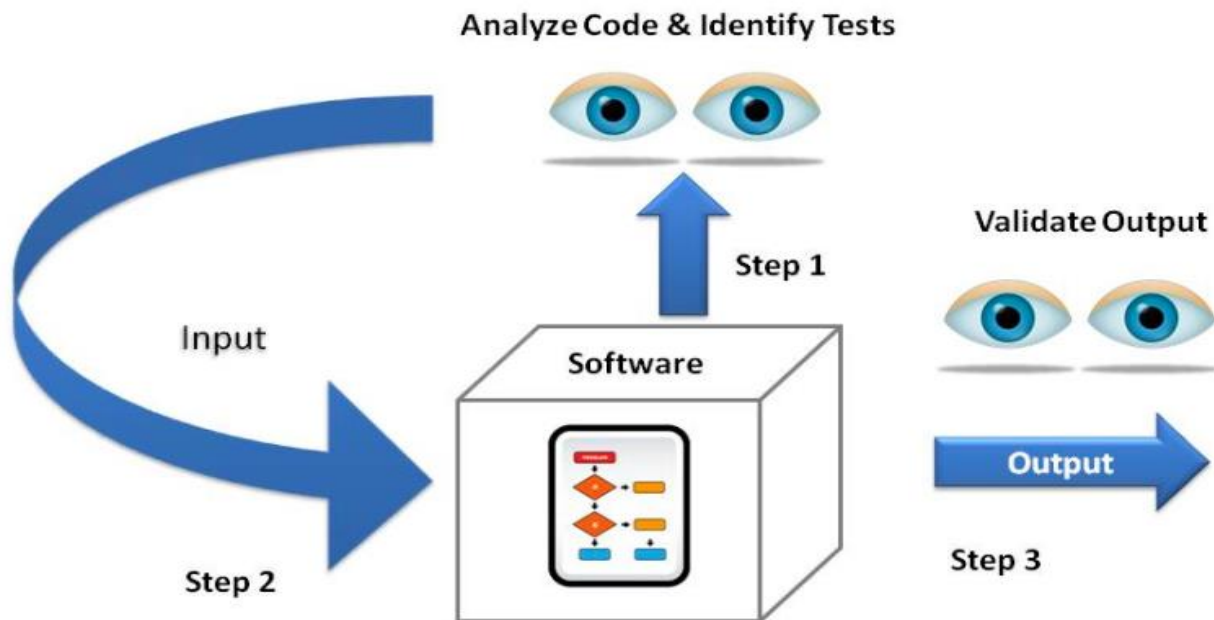 Analyze Code & Identify Tests
Step 1
Validate Output
Input
Software
Output
Step 2
Step 3